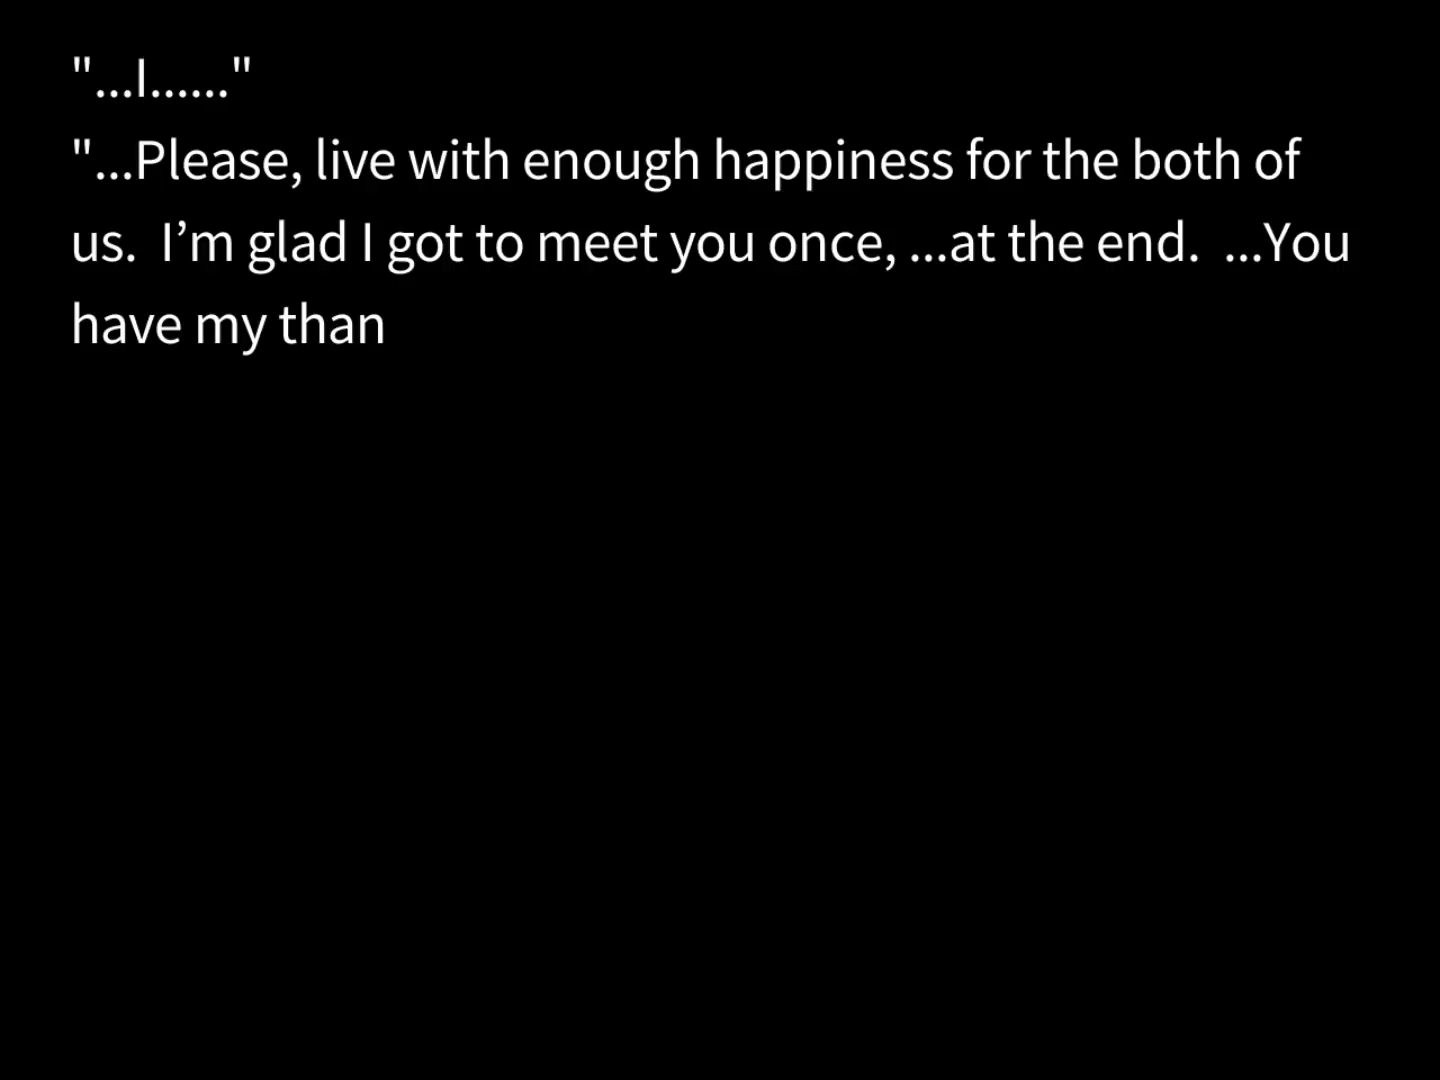 "...I......"
"...Please, live with enough happiness for the both of
us.  I’m glad I got to meet you once, ...at the end.  ...You
have my than